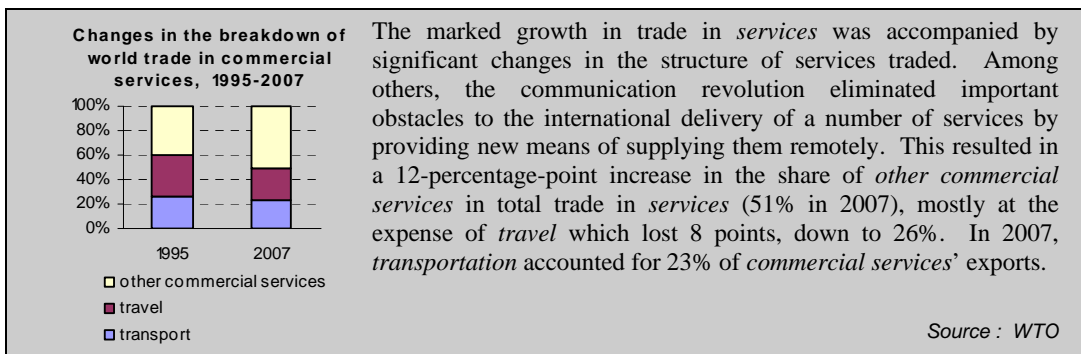 Changes in the breakdown of
world trade in commercial
services, 1995-2007
100%
80%
60%
40%
20%
0%
1995
2007
other commercial services
travel
transport
The marked growth in trade in services was accompanied by
significant changes in the structure of services traded. Among
others, the communication revolution eliminated important
obstacles to the international delivery of a number of services by
providing new means of supplying them remotely. This resulted in
a 12-percentage-point increase in the share of other commercial
services in total trade in services (51% in 2007), mostly at the
expense of travel which lost 8 points, down to 26%. In 2007,
transportation accounted for 23% of commercial services' exports.
Source : WTO